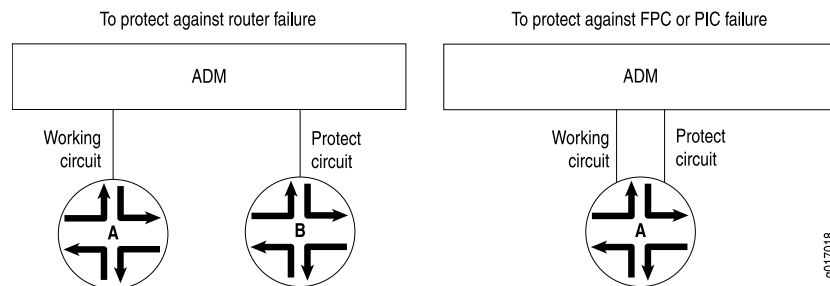 To protect against router failure
To protect against FPC or PIC failure
ADM
ADM
Working
circuit
Protect
circuit
Working
circuit
Protect
circuit
A
B
A
g017018